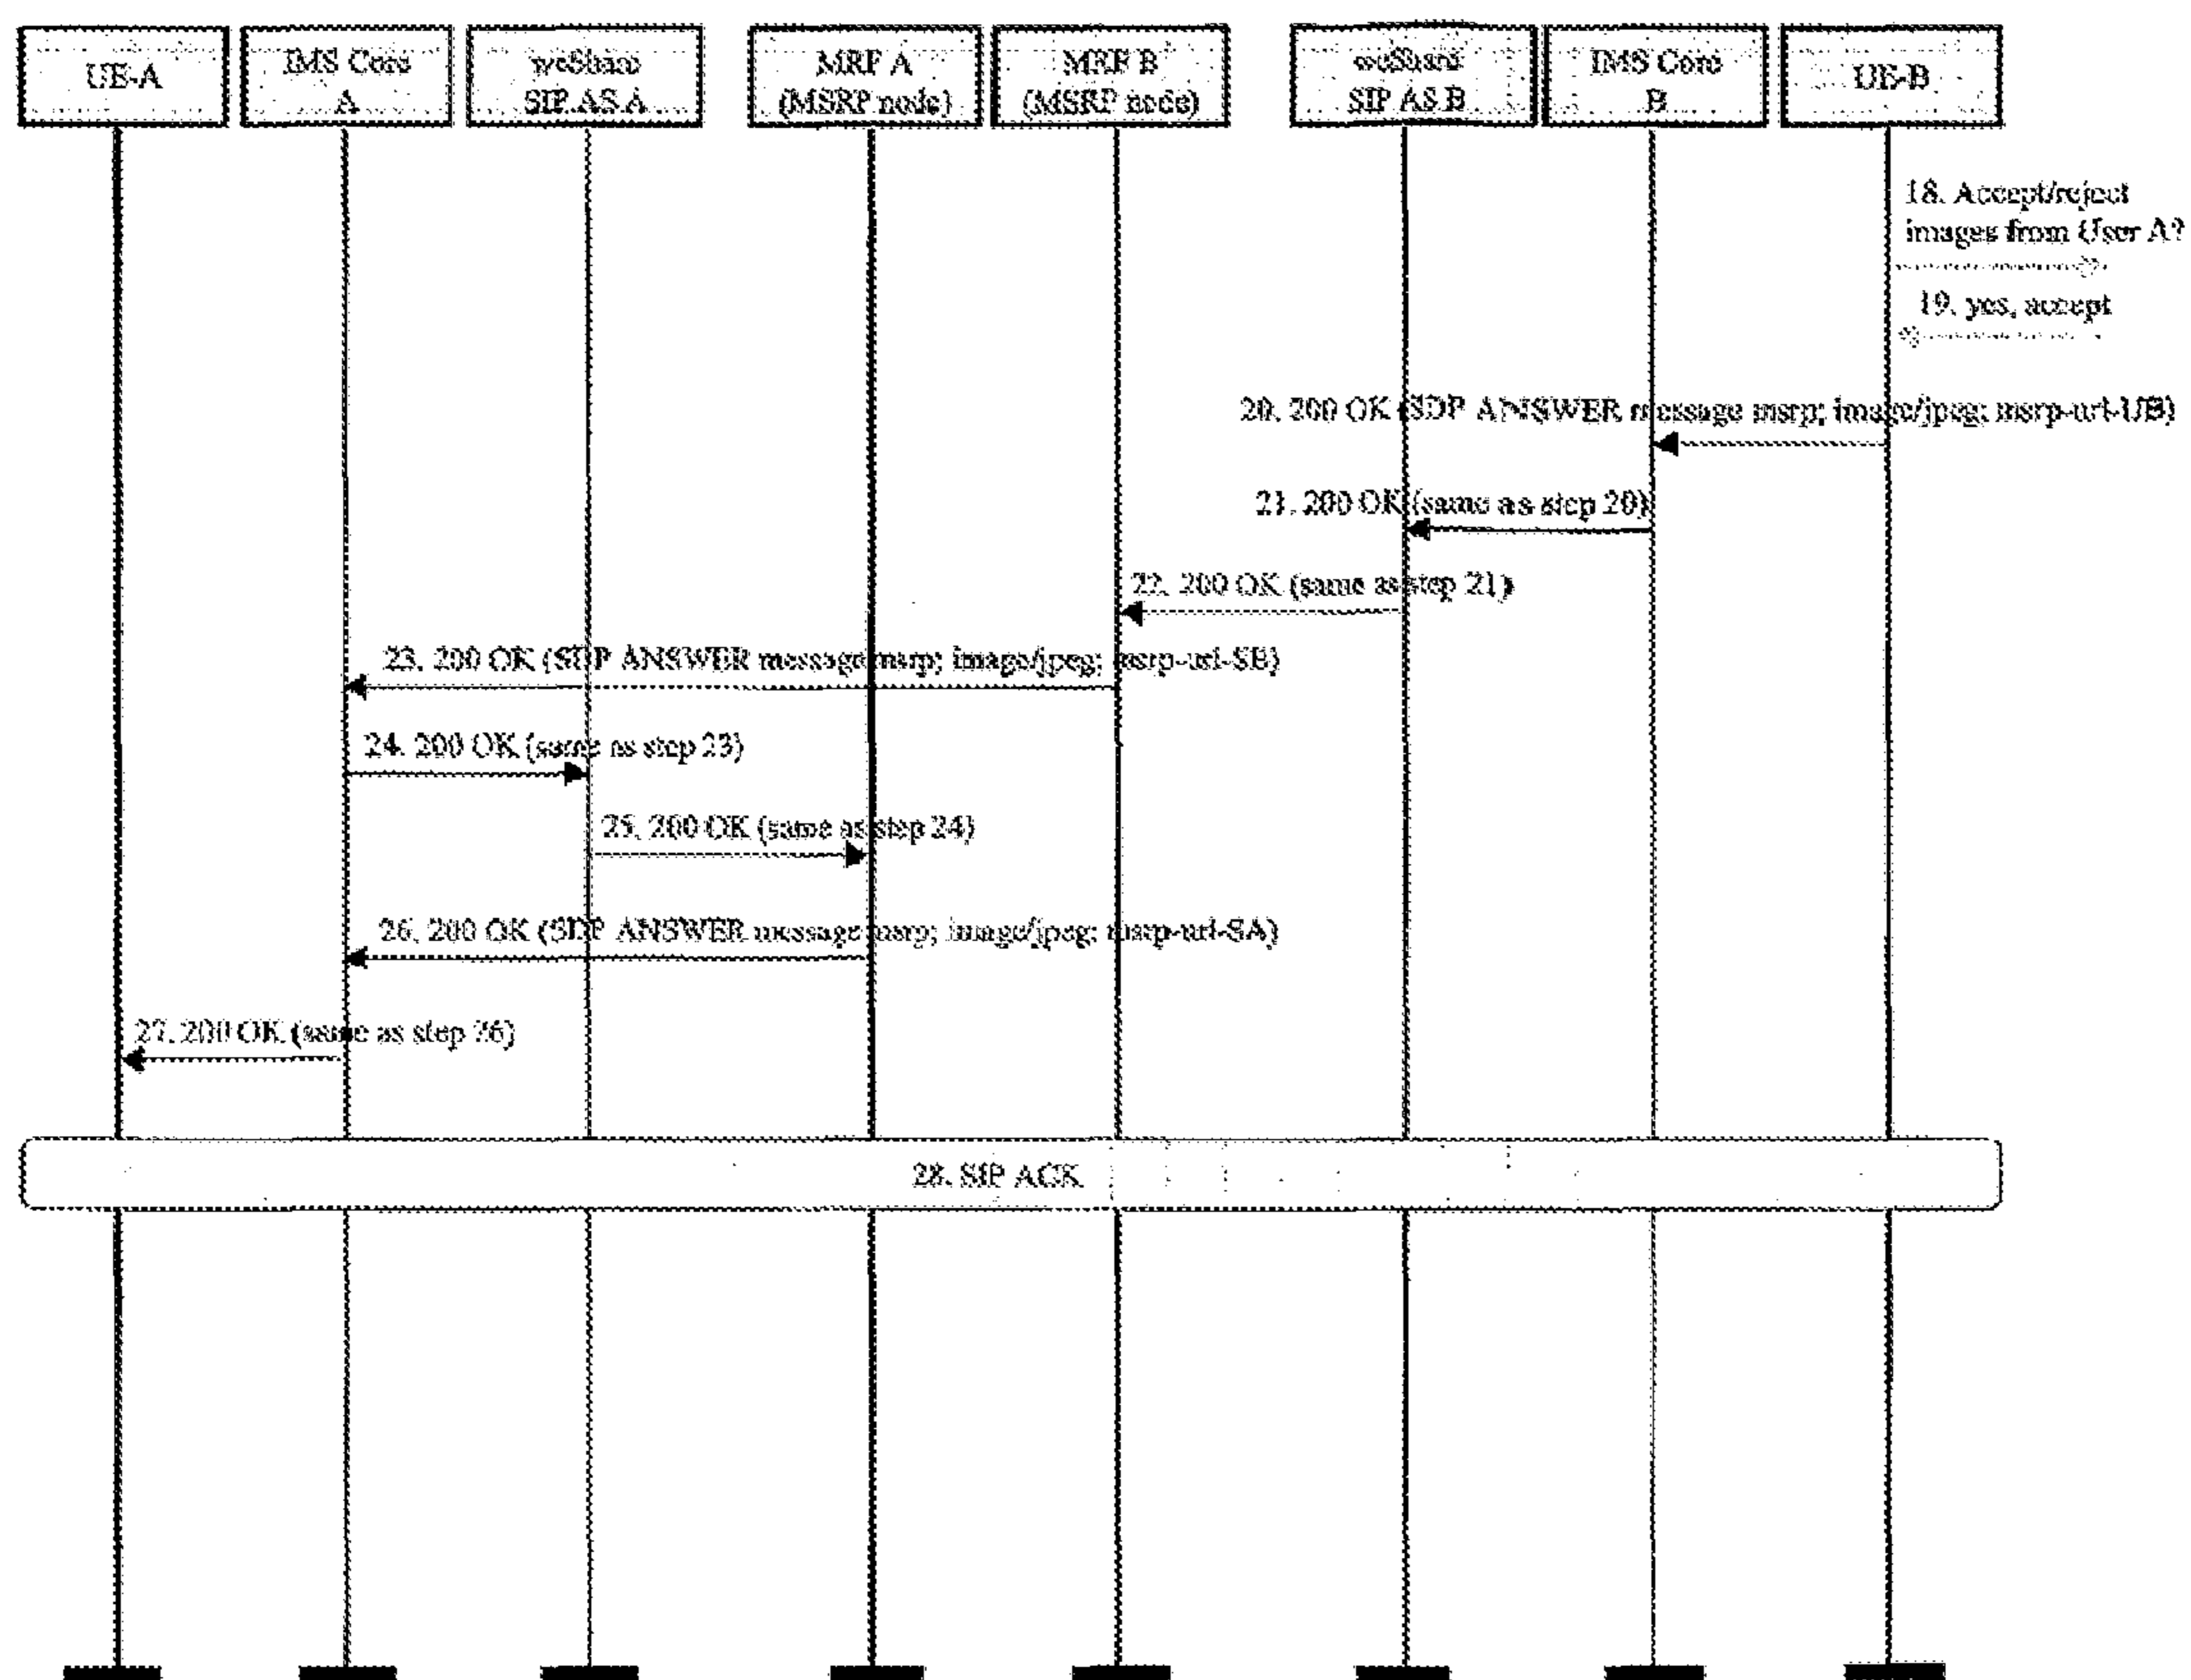 UE-A
IMS Core
A
weShare
SIP AS A
MRF A
(MSRP node)
MRF B
(MSRP node)
weShare
SIP AS B
IMS Core
B
UE-B
18. Accept/reject
images from User A?
19. yes, accept
20. 200 OK (SDP ANSWER message msrp; image/jpeg; msrp-url-UB)
21. 200 OK (same as step 20)
22. 200 OK (same as step 21)
23. 200 OK (SDP ANSWER message msrp; image/jpeg; msrp-url-SB)
24. 200 OK (same as step 23)
25. 200 OK (same as step 24)
26. 200 OK (SDP ANSWER message msrp; image/jpeg; msrp-url-SA)
27. 200 OK (same as step 26)
28. SIP ACK